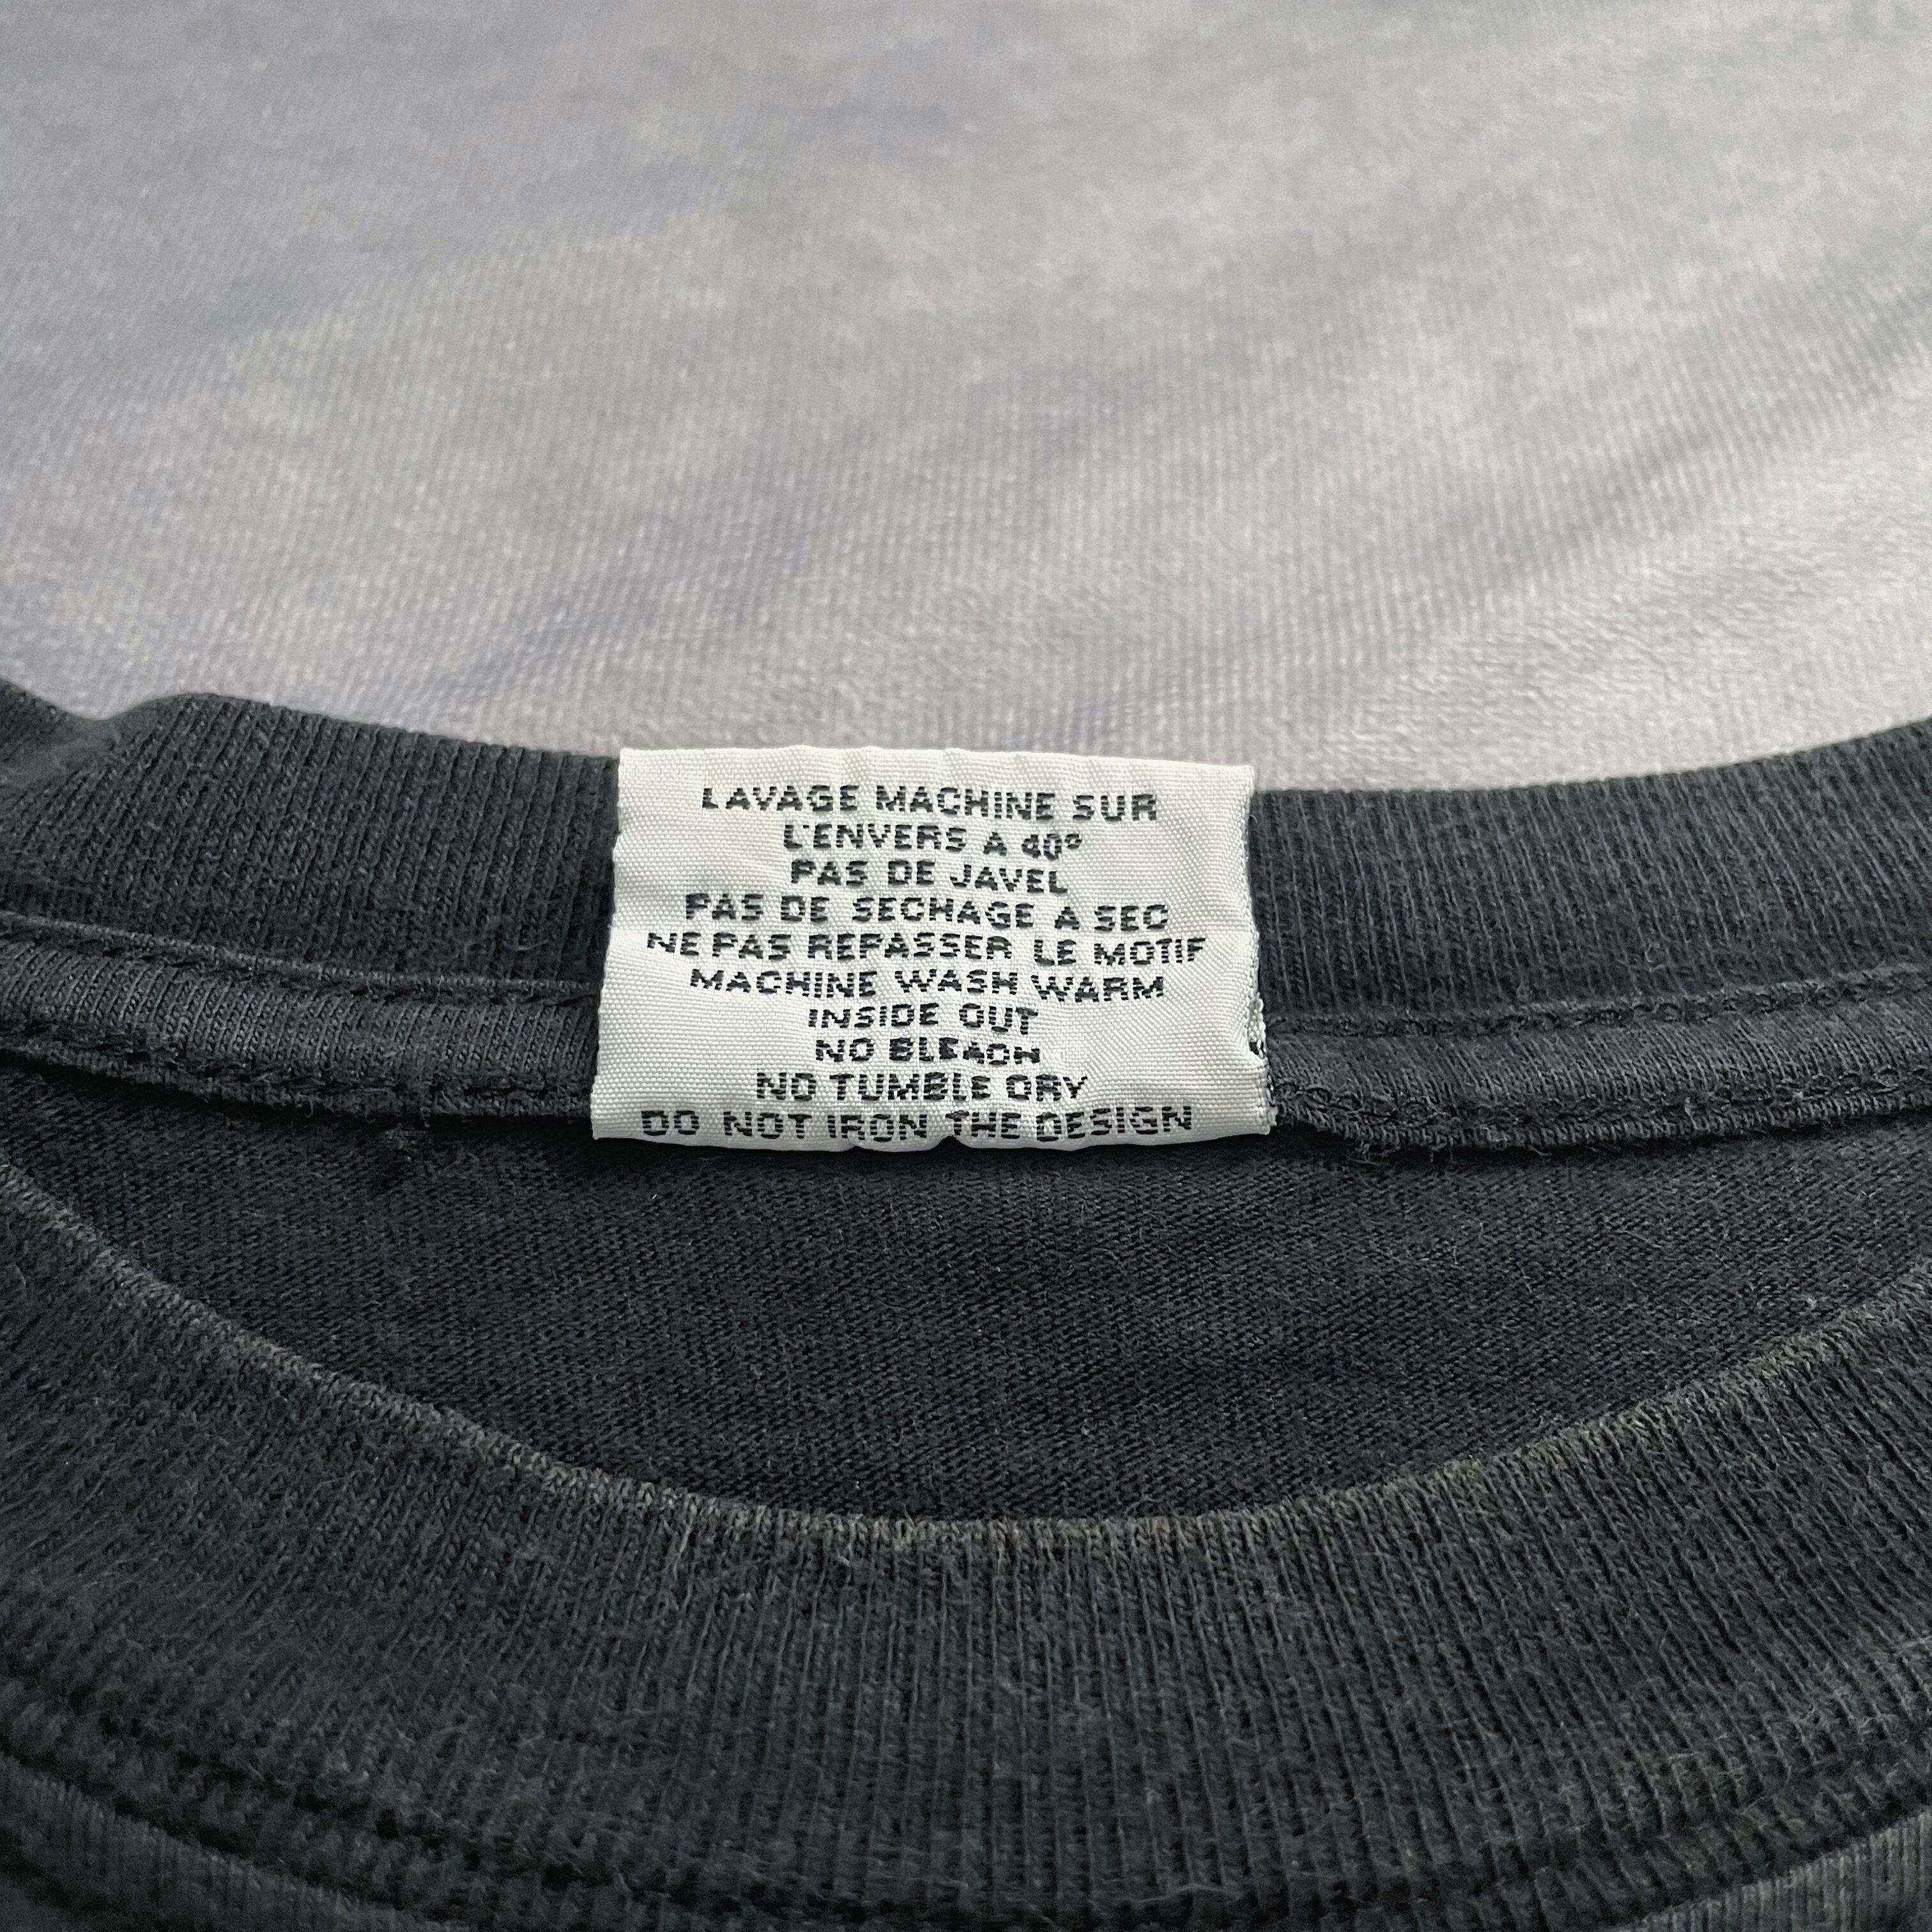 LAVAGE MACHINE SUR
L'ENVERS A 40°
PAS DE JAVEL
PAS DE SECHAGE A SEC
NE PAS REPASSER LE MOTIF
MACHINE WASH WARM
INSIDE OUT
NO BLEACH
NO TUMBLE DRY
DO NOT IRON THE DESIGN